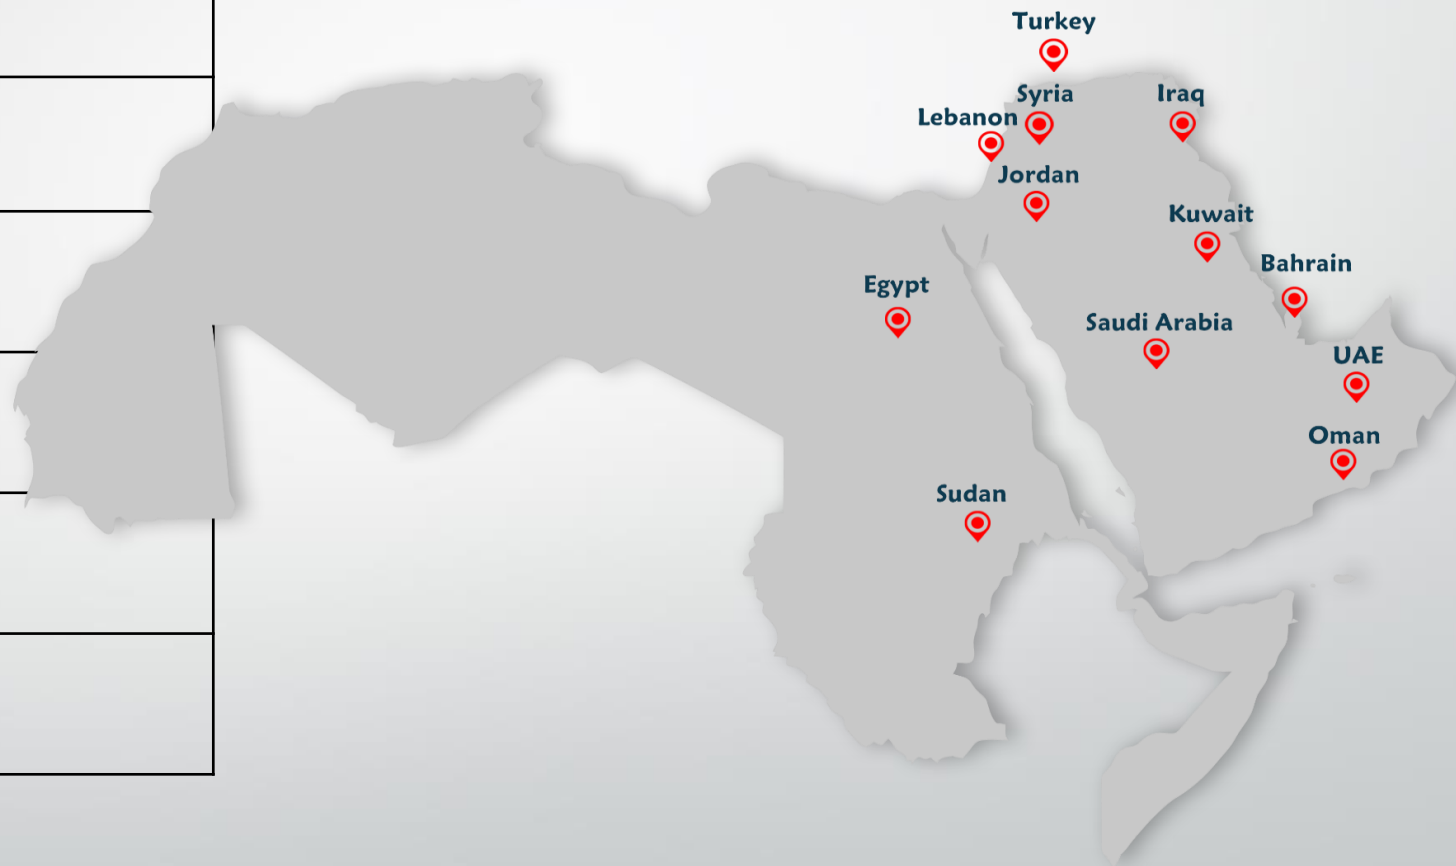 Turkey
Syria
Iraq
Lebanon
Jordan
Kuwait
Bahrain
Egypt
Saudi Arabia
UAE
Oman
Sudan